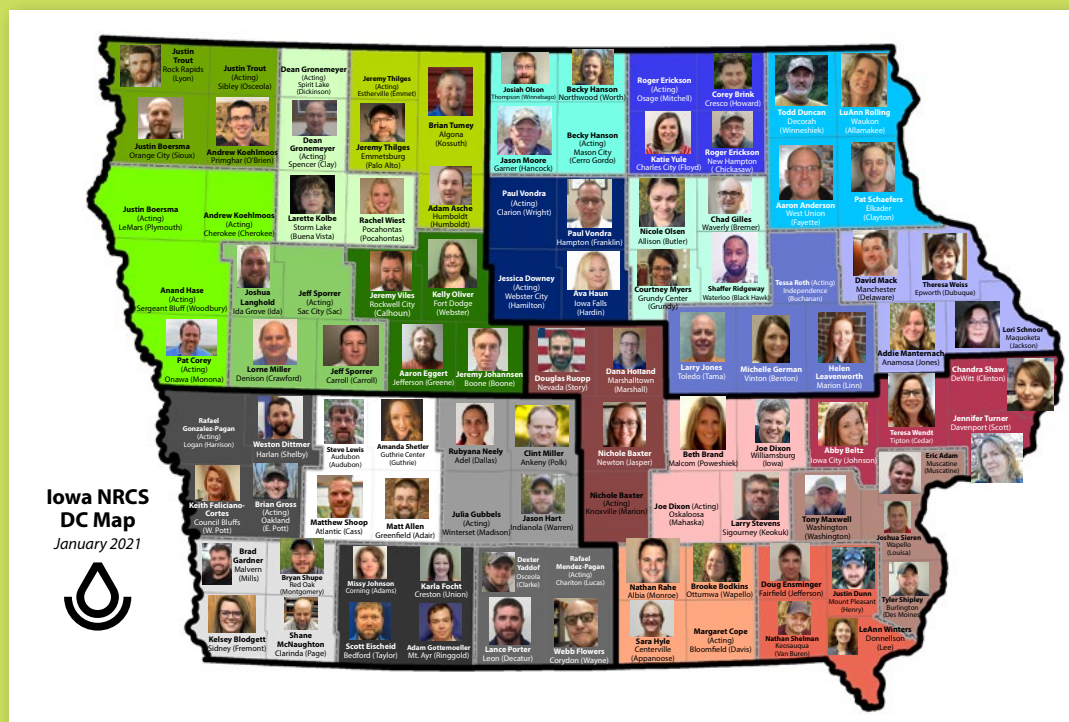 Justin
Trout
Rock Rapids
(Lyon)
Justin Trout
(Acting)
Sibley (Osceola)
Dean Gronemeyer
(Acting)
Spirit Lake
(Dickinson)
Jeremy Thilges
(Acting)
Estherville (Emmet)
Brian Tumey
Algona
(Kossuth)
Josiah Olson
Thompson (Winnebago)
Becky Hanson
Northwood (Worth)
Roger Erickson
(Acting)
Osage (Mitchell)
Corey Brink
Cresco (Howard)
Todd Duncan
Decorah
(Winneshiek)
LuAnn Rolling
Waukon
(Allamakee)
Justin Boersma
Orange City (Sioux)
Andrew Koehlmoos
Primghar (O'Brien)
Dean
Gronemeyer
(Acting)
Spencer (Clay)
Jeremy Thilges
Emmetsburg
(Palo Alto)
Jason Moore
Garner (Hancock)
Becky Hanson
(Acting)
Mason City
(Cerro Gordo)
Katie Yule
Charles City (Floyd)
Roger Erickson
New Hampton
(Chickasaw)
Aaron Anderson
West Union
(Fayette)
Pat Schaefers
Elkader
(Clayton)
Justin Boersma
(Acting)
LeMars (Plymouth)
Andrew Koehlmoos
(Acting)
Cherokee (Cherokee)
Larette Kolbe
Storm Lake
(Buena Vista)
Rachel Wiest
Pocahontas
(Pocahontas)
Adam Asche
Humboldt
(Humboldt)
Paul Vondra
(Acting)
Clarion (Wright)
Paul Vondra
Hampton (Franklin)
Nicole Olsen
Allison (Butler)
Chad Gilles
Waverly (Bremer)
Anand Hase
(Acting)
Sergeant Bluff (Woodbury)
Joshua
Langhold
Ida Grove (Ida)
Jeff Sporrer
(Acting)
Sac City (Sac)
Jeremy Viles
Rockwell City
(Calhoun)
Kelly Oliver
Fort Dodge
(Webster)
Jessica Downey
(Acting)
Webster City
(Hamilton)
Ava Haun
Iowa Falls
(Hardin)
Courtney Myers
Grundy Center
(Grundy)
Shaffer Ridgeway
Waterloo (Black Hawk)
Tessa Roth (Acting)
Independence
(Buchanan)
David Mack
Manchester
(Delaware)
Theresa Weiss
Epworth (Dubuque)
Pat Corey
(Acting)
Onawa (Monona)
Lorne Miller
Denison (Crawford)
Jeff Sporrer
Carroll (Carroll)
Aaron Eggert
Jefferson (Greene)
Jeremy Johannsen
Boone (Boone)
Douglas Ruopp
Nevada (Story)
Dana Holland
Marshalltown
(Marshall)
Larry Jones
Toledo (Tama)
Michelle German
Vinton (Benton)
Helen
Leavenworth
Marion (Linn)
Addie Manternach
Anamosa (Jones)
Lori Schnoor
Maquoketa
(Jackson)
Rafael
Gonzalez-Pagan
(Acting)
Logan (Harrison)
Weston Dittmer
Harlan (Shelby)
Steve Lewis
Audubon
(Audubon)
Amanda Shetler
Guthrie Center
(Guthrie)
Rubyana Neely
Adel (Dallas)
Clint Miller
Ankeny (Polk)
Nichole Baxter
Newton (Jasper)
Beth Brand
Malcom (Poweshiek)
Joe Dixon
Williamsburg
(Iowa)
Abby Beltz
Iowa City (Johnson)
Teresa Wendt
Tipton (Cedar)
Chandra Shaw
DeWitt (Clinton)
Jennifer Turner
Davenport (Scott)
Eric Adam
Muscatine
(Muscatine)
Keith Feliciano-
Cortes
Council Bluffs
(W. Pott)
Brian Gross
(Acting)
Oakland
(E. Pott)
Matthew Shoop
Atlantic (Cass)
Matt Allen
Greenfield (Adair)
Julia Gubbels
(Acting)
Winterset (Madison)
Jason Hart
Indianola (Warren)
Nichole Baxter
(Acting)
Knoxville (Marion)
Joe Dixon (Acting)
Oskaloosa
(Mahaska)
Larry Stevens
Sigourney (Keokuk)
Tony Maxwell
Washington
(Washington)
Joshua Sieren
Wapello
(Louisa)
Iowa NRCS
DC Map
January 2021
Brad
Gardner
Malvern
(Mills)
Bryan Shupe
Red Oak
(Montgomery)
Missy Johnson
Corning (Adams)
Karla Focht
Creston (Union)
Dexter
Yaddof
Osceola
(Clarke)
Rafael
Mendez-Pagan
(Acting)
Chariton (Lucas)
Nathan Rahe
Albia (Monroe)
Brooke Bodkins
Ottumwa (Wapello)
Doug Ensminger
Fairfield (Jefferson)
Justin Dunn
Mount Pleasant
(Henry)
Tyler Shipley
Burlington
(Des Moines)
Kelsey Blodgett
Sidney (Fremont)
Shane
McNaughton
Clarinda (Page)
Scott Eischeid
Bedford (Taylor)
Adam Gottemoeller
Mt. Ayr (Ringgold)
Lance Porter
Leon (Decatur)
Webb Flowers
Corydon (Wayne)
Sara Hyle
Centerville
(Appanoose)
Margaret Cope
(Acting)
Bloomfield (Davis)
Nathan Shelman
Keosauqua
(Van Buren)
LeAnn Winters
Donnellson
(Lee)